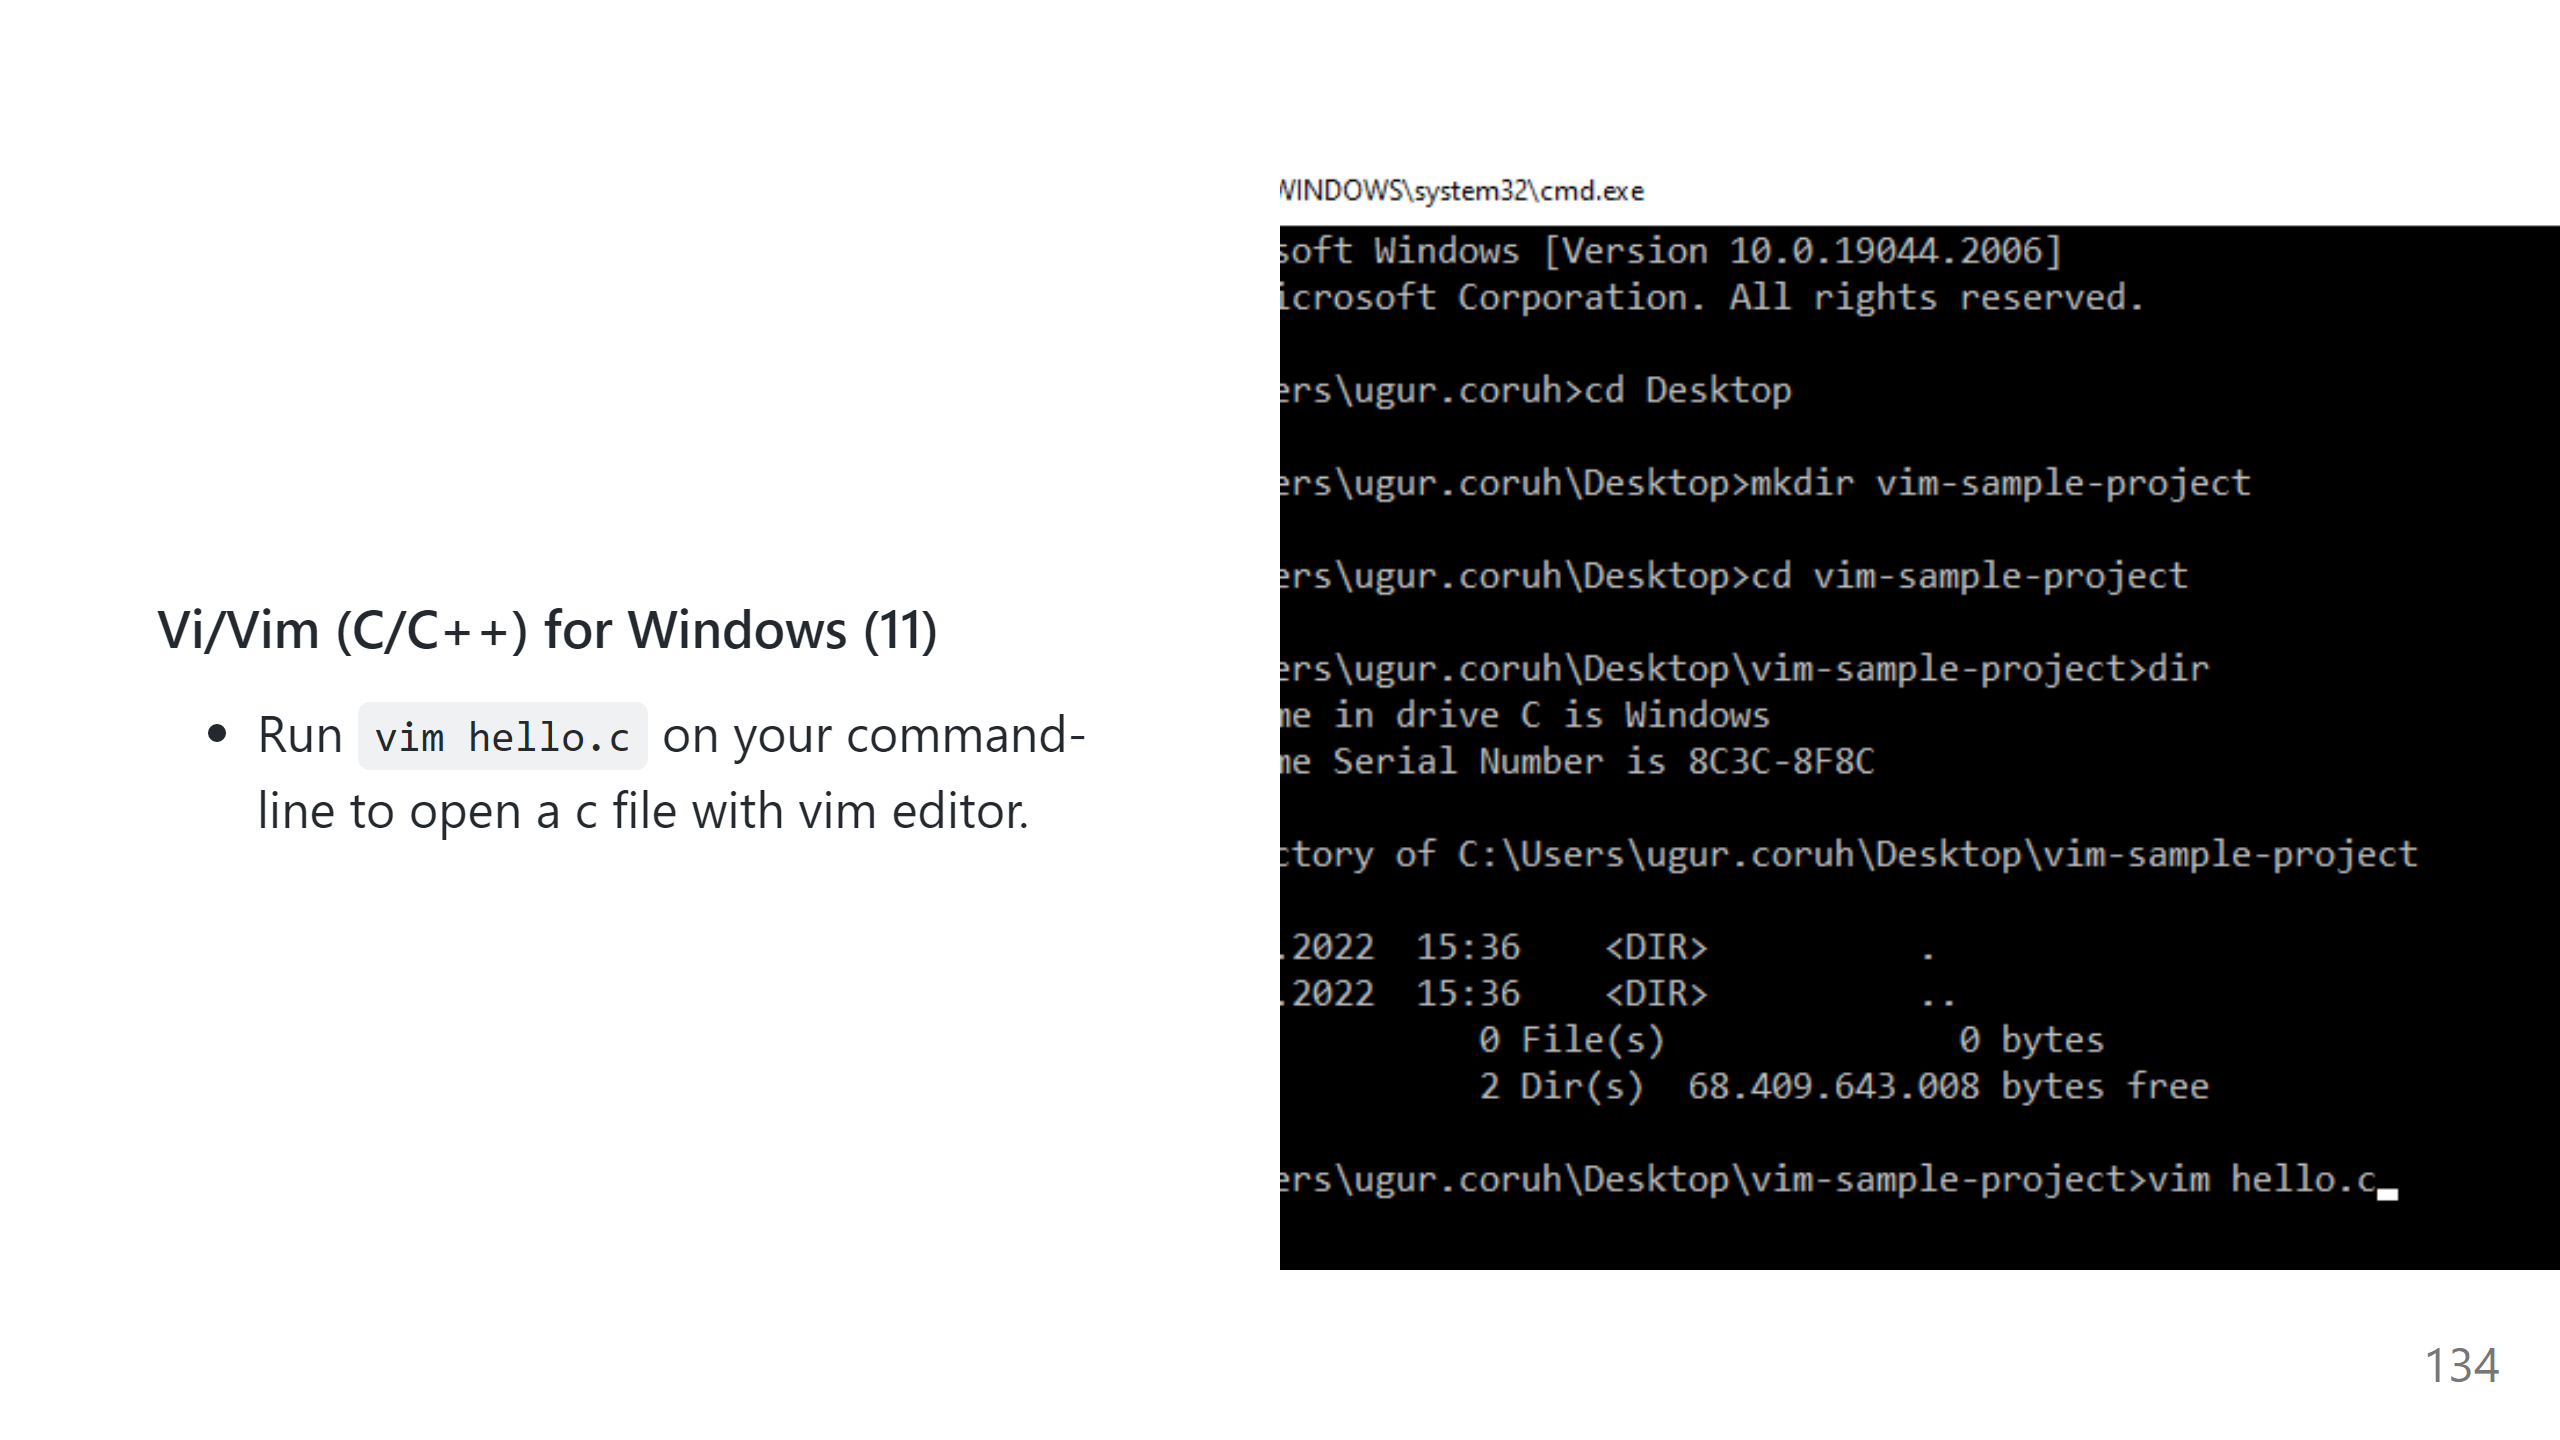 Vi/Vim (C/C++) for Windows (11)
• Run vim hello.c on your command-
line to open a c file with vim editor.
WINDOWS\system32\cmd.exe
soft Windows [Version 10.0.19044.2006]
icrosoft Corporation. All rights reserved.
ers\ugur.coruh>cd Desktop
ers\ugur.coruh\Desktop>mkdir vim-sample-project
ers\ugur.coruh\Desktop>cd vim-sample-project
ers\ugur.coruh\Desktop\vim-sample-project>dir
me in drive C is Windows
me Serial Number is 8C3C-8F8C
ctory of C:\Users\ugur.coruh\Desktop\vim-sample-project
.2022  15:36    <DIR>          .
.2022  15:36    <DIR>          ..
0 File(s)              0 bytes
2 Dir(s)  68.409.643.008 bytes free
ers\ugur.coruh\Desktop\vim-sample-project>vim hello.c
134